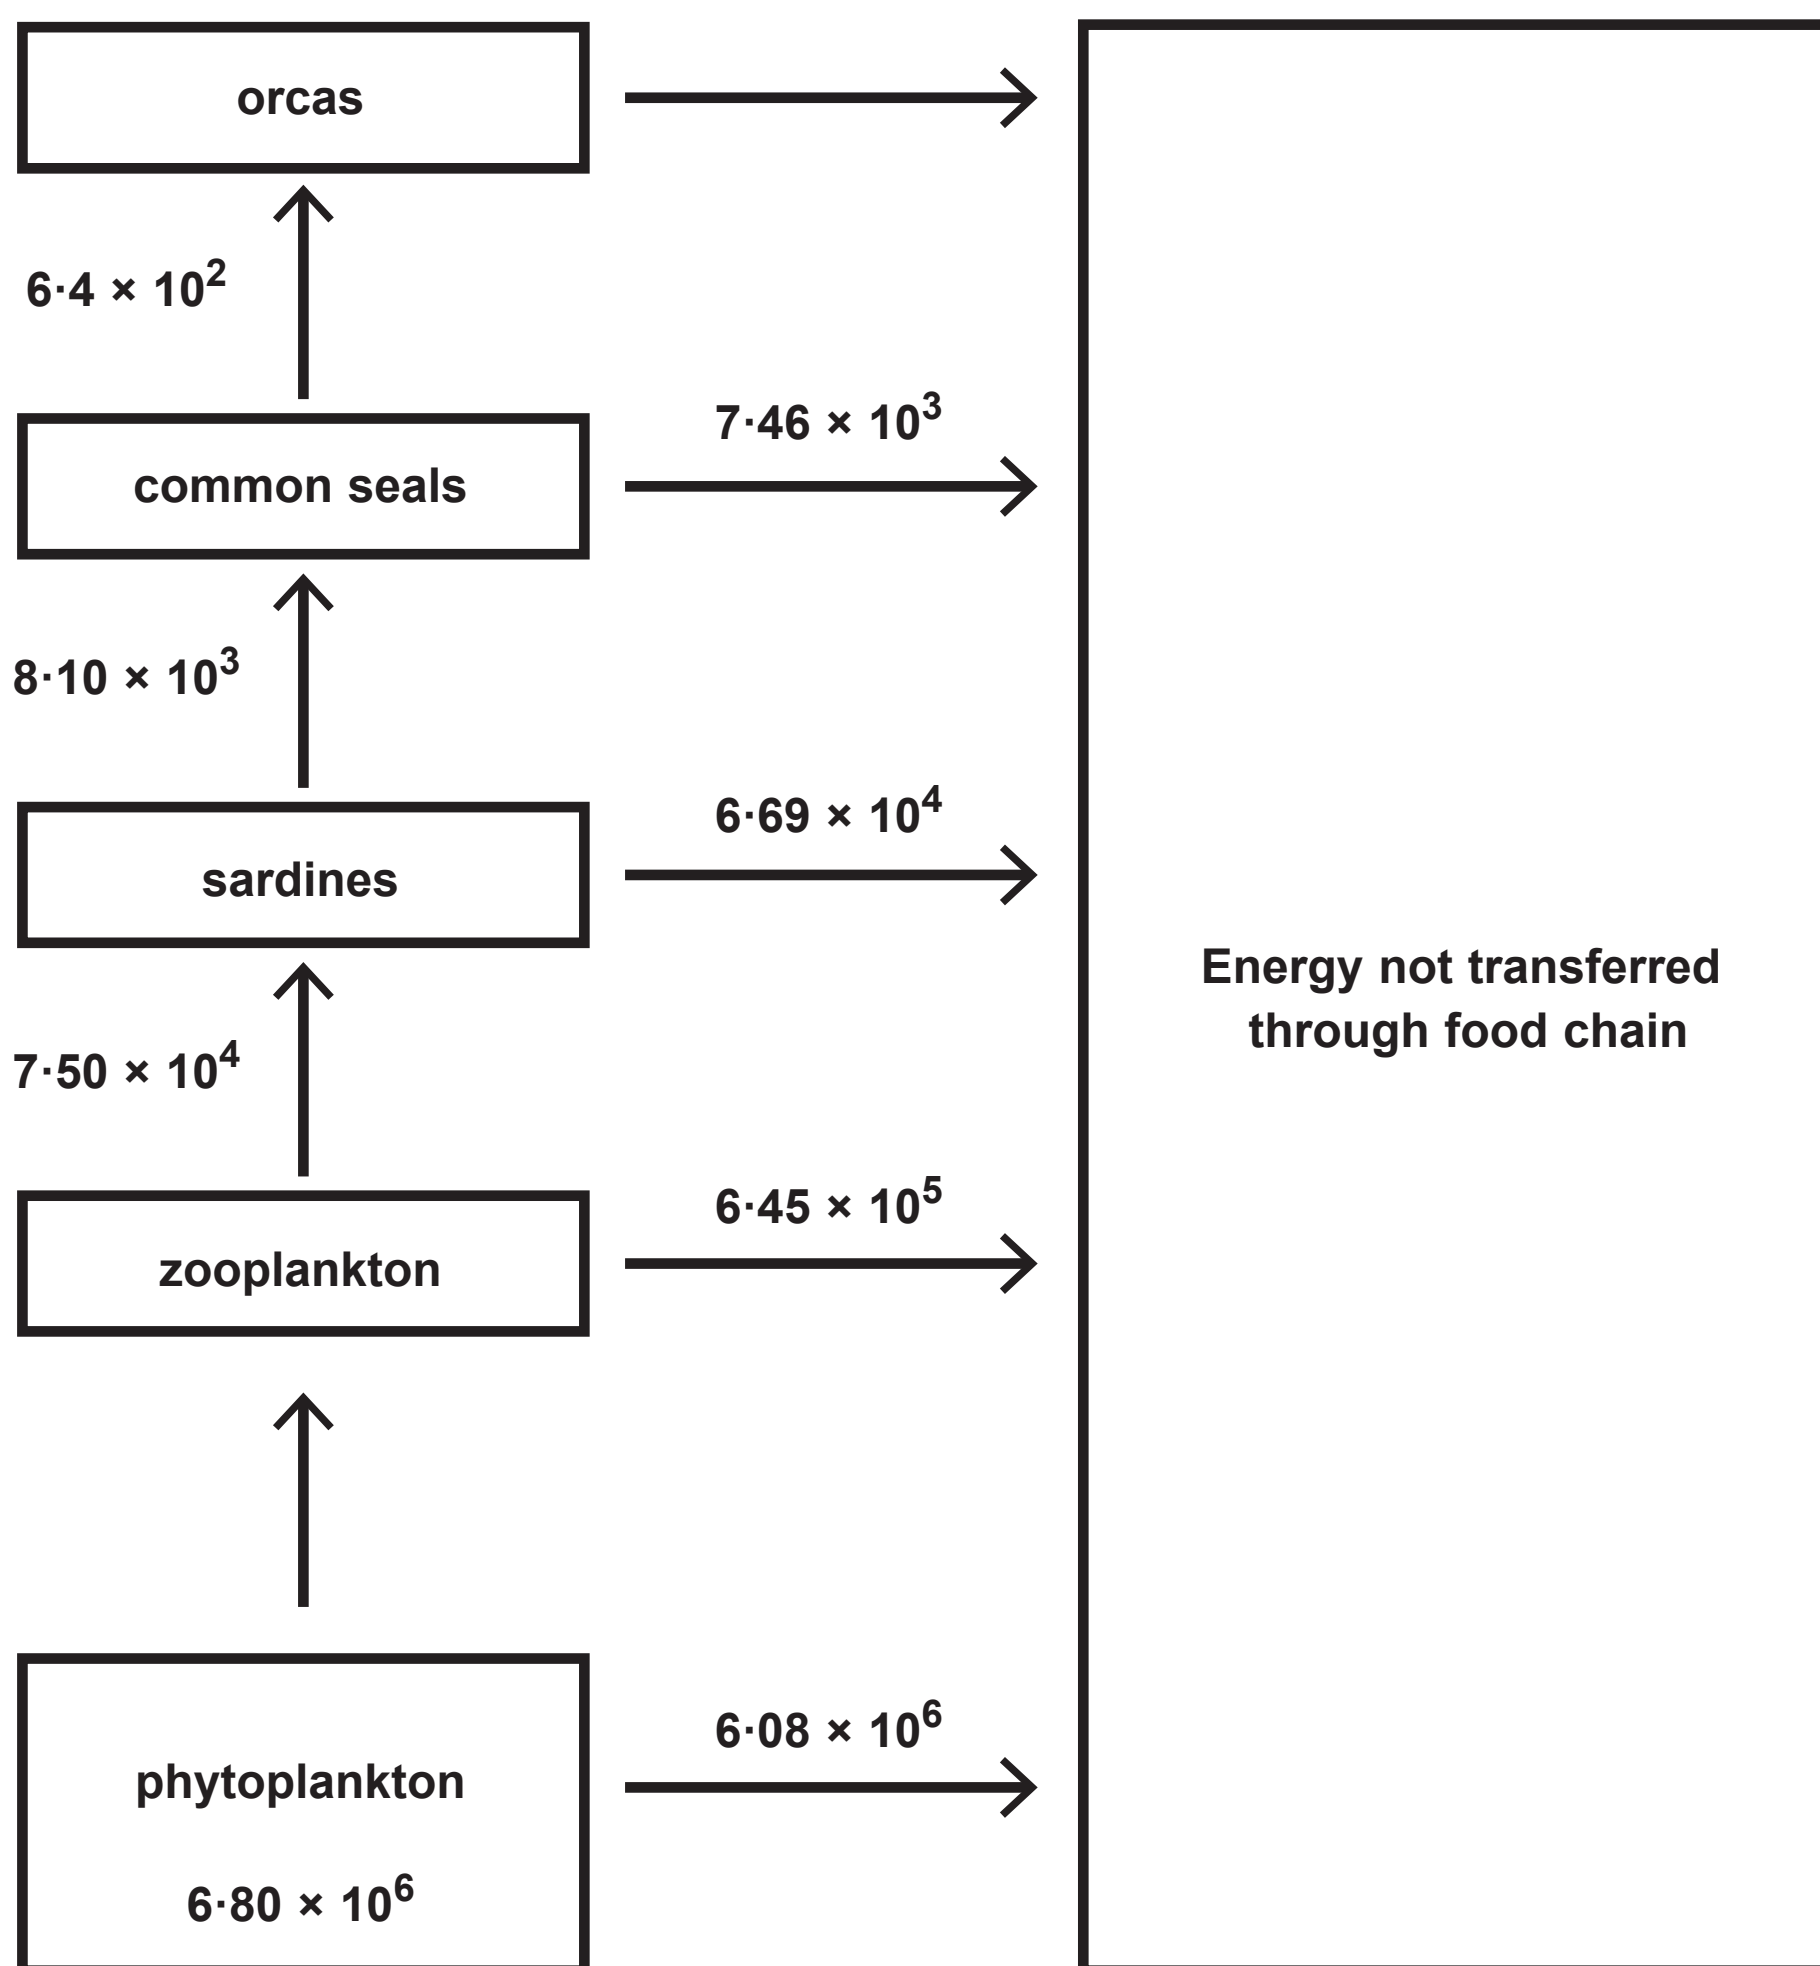 orcas
6·4 × 10²
7·46 × 10³
common seals
8·10 × 10³
6·69 × 10⁴
sardines
Energy not transferred
through food chain
7·50 × 10⁴
6·45 × 10⁵
zooplankton
6·08 × 10⁶
phytoplankton
6·80 × 10⁶